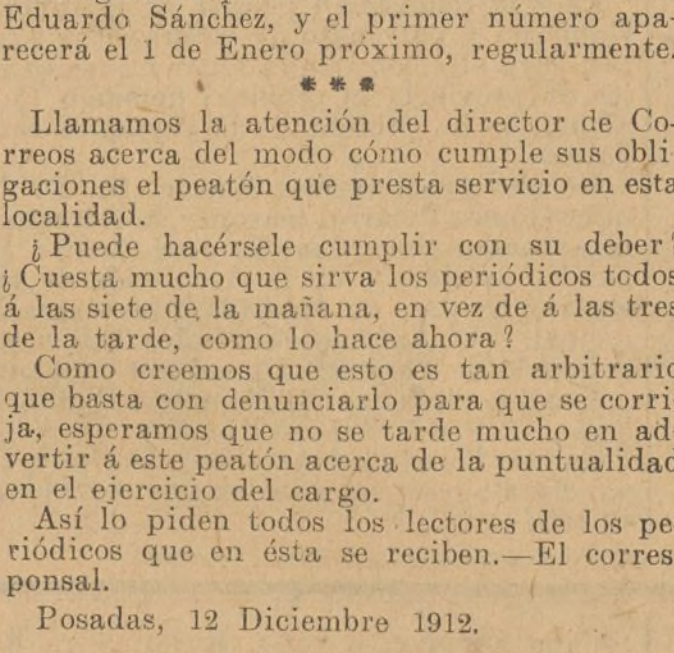 Eduardo Sánchez, y el primer número apa-
recerá el 1 de Enero próximo, regularmente.
* * *
Llamamos la atención del director de Co-
rreos acerca del modo cómo cumple sus obli-
gaciones el peatón que presta servicio en esta
localidad.
¿Puede hacérsele cumplir con su deber?
¿Cuesta mucho que sirva los periódicos todos
á las siete de la mañana, en vez de á las tres
de la tarde, como lo hace ahora?
Como creemos que esto es tan arbitrario
que basta con denunciarlo para que se corri-
ja, esperamos que no se tarde mucho en ad-
vertir á este peatón acerca de la puntualidad
en el ejercicio del cargo.
Así lo piden todos los lectores de los pe-
riódicos que en ésta se reciben.—El corres-
ponsal.
Posadas, 12 Diciembre 1912.